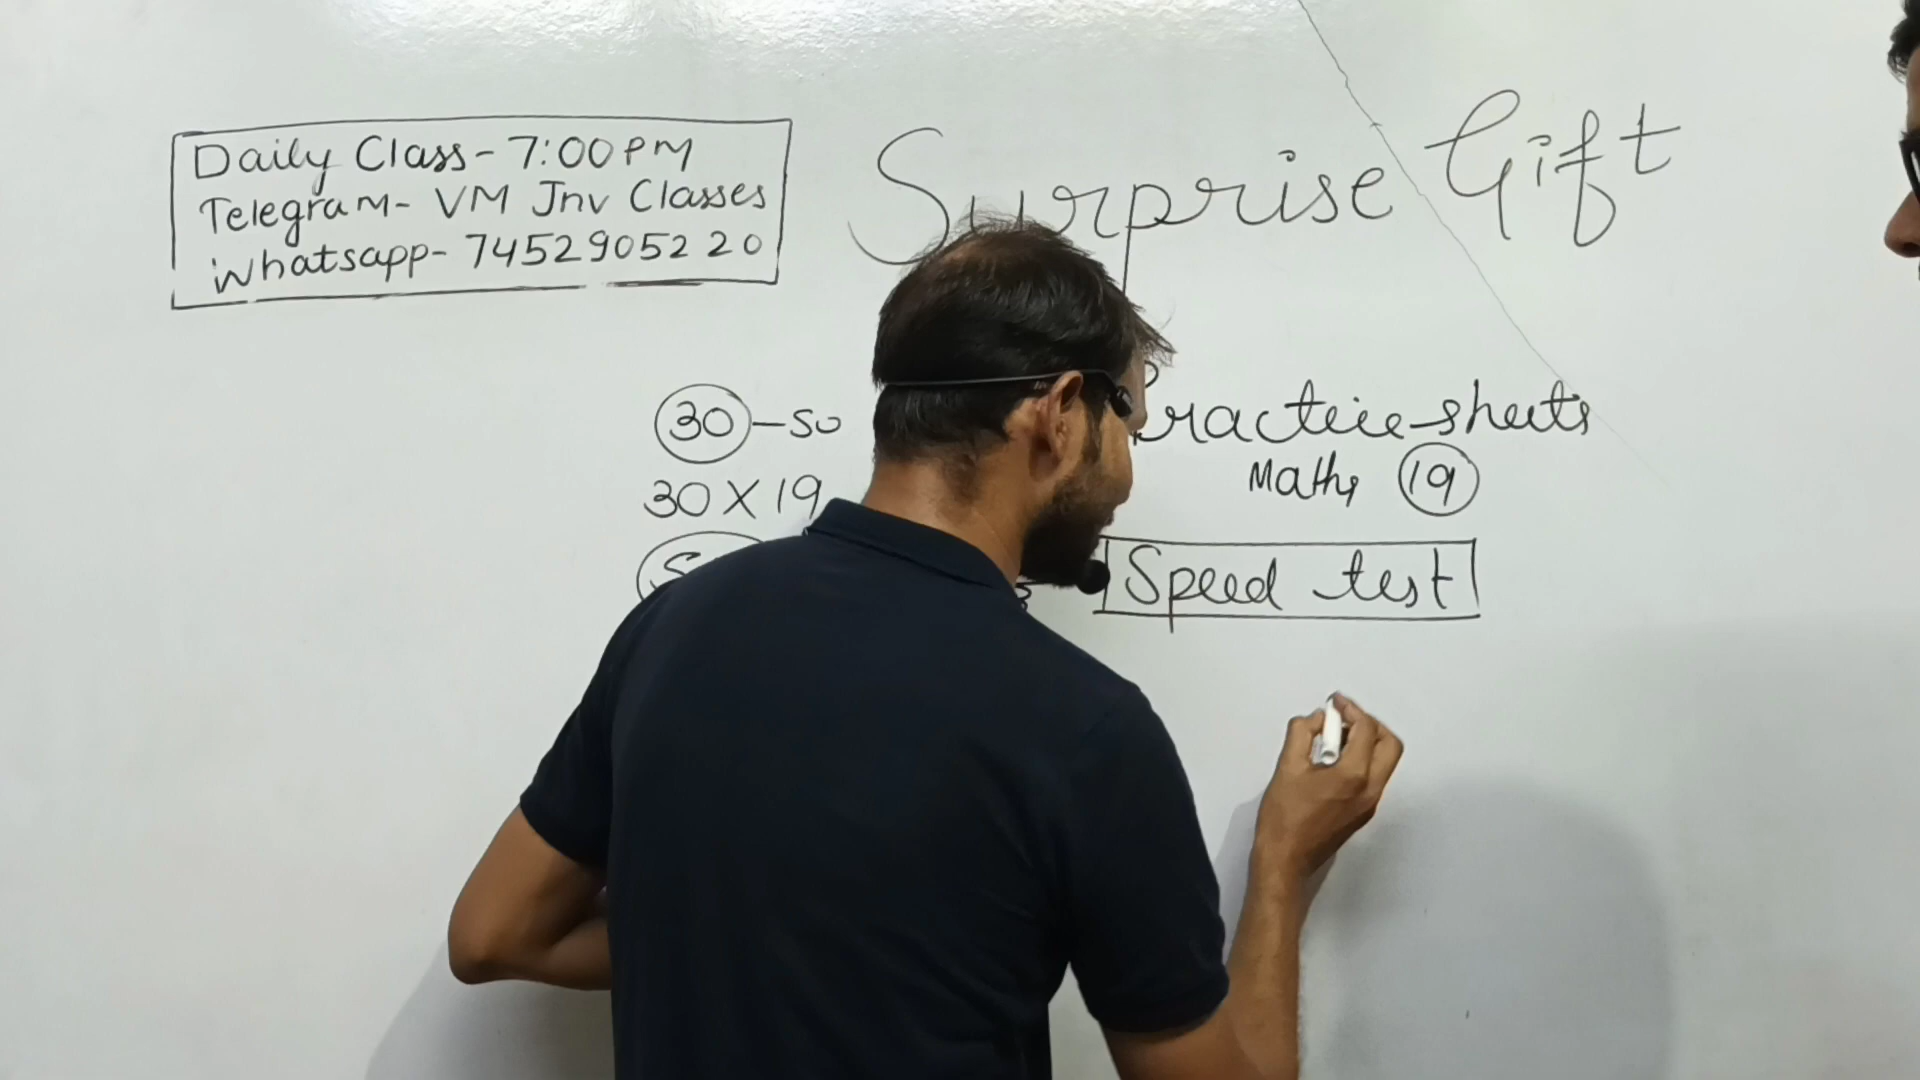 Daily Class - 7:00 PM
Telegram - VM Jnv Classes
Whatsapp - 7452905220
Surprise Gift
30 - 50
Practice sheets
30 X 19
Maths 19
Speed test